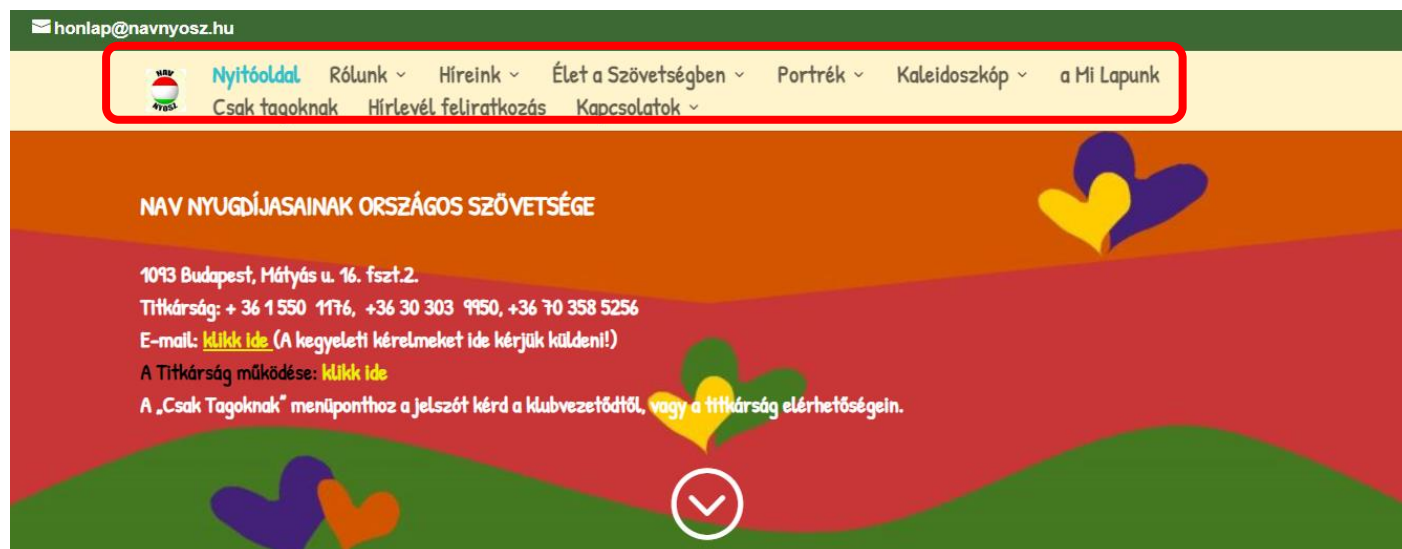 honlap@navnyosz.hu
NAV
NYOSZ
Nyitóoldal Rólunk Híreink Élet a Szövetségben Portrék Kaleidoszkóp a Mi Lapunk
Csak tagoknak Hírlevél feliratkozás Kapcsolatok
NAV NYUGDÍJASAINAK ORSZÁGOS SZÖVETSÉGE
1093 Budapest, Mátyás u. 16. fszt.2.
Titkárság: + 36 1 550 1176, +36 30 303 9950, +36 70 358 5256
E-mail: klikk ide (A kegyeleti kérelmeket ide kérjük küldeni!)
A Titkárság működése: klikk ide
A „Csak Tagoknak" menüponthoz a jelszót kérd a klubvezetődtől, vagy a titkárság elérhetőségein.